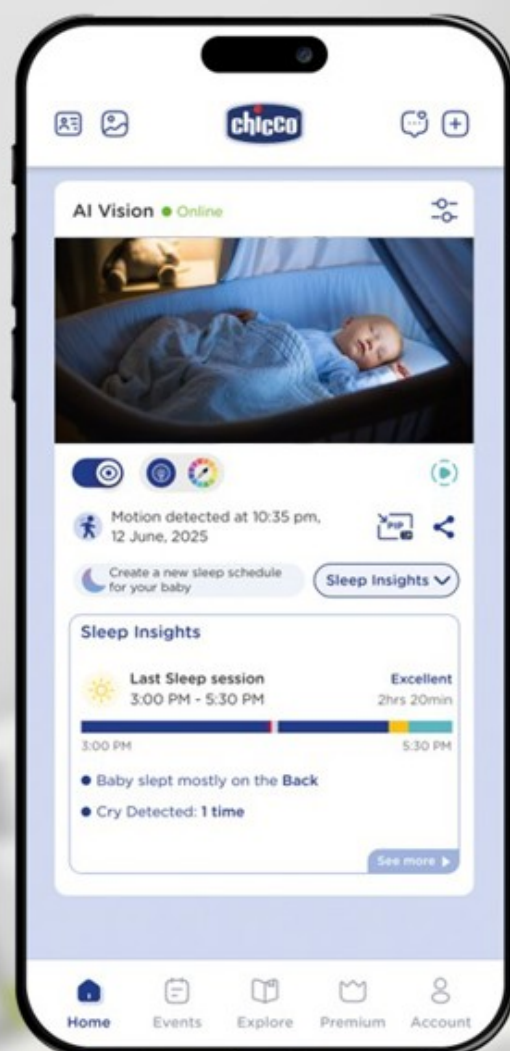 chicco
AI Vision ● Online
Motion detected at 10:35 pm,
12 June, 2025
PIP
Create a new sleep schedule
for your baby
Sleep Insights
Sleep Insights
Last Sleep session
Excellent
3:00 PM - 5:30 PM
2hrs 20min
3:00 PM
5:30 PM
● Baby slept mostly on the Back
● Cry Detected: 1 time
See more
Home
Events
Explore
Premium
Account